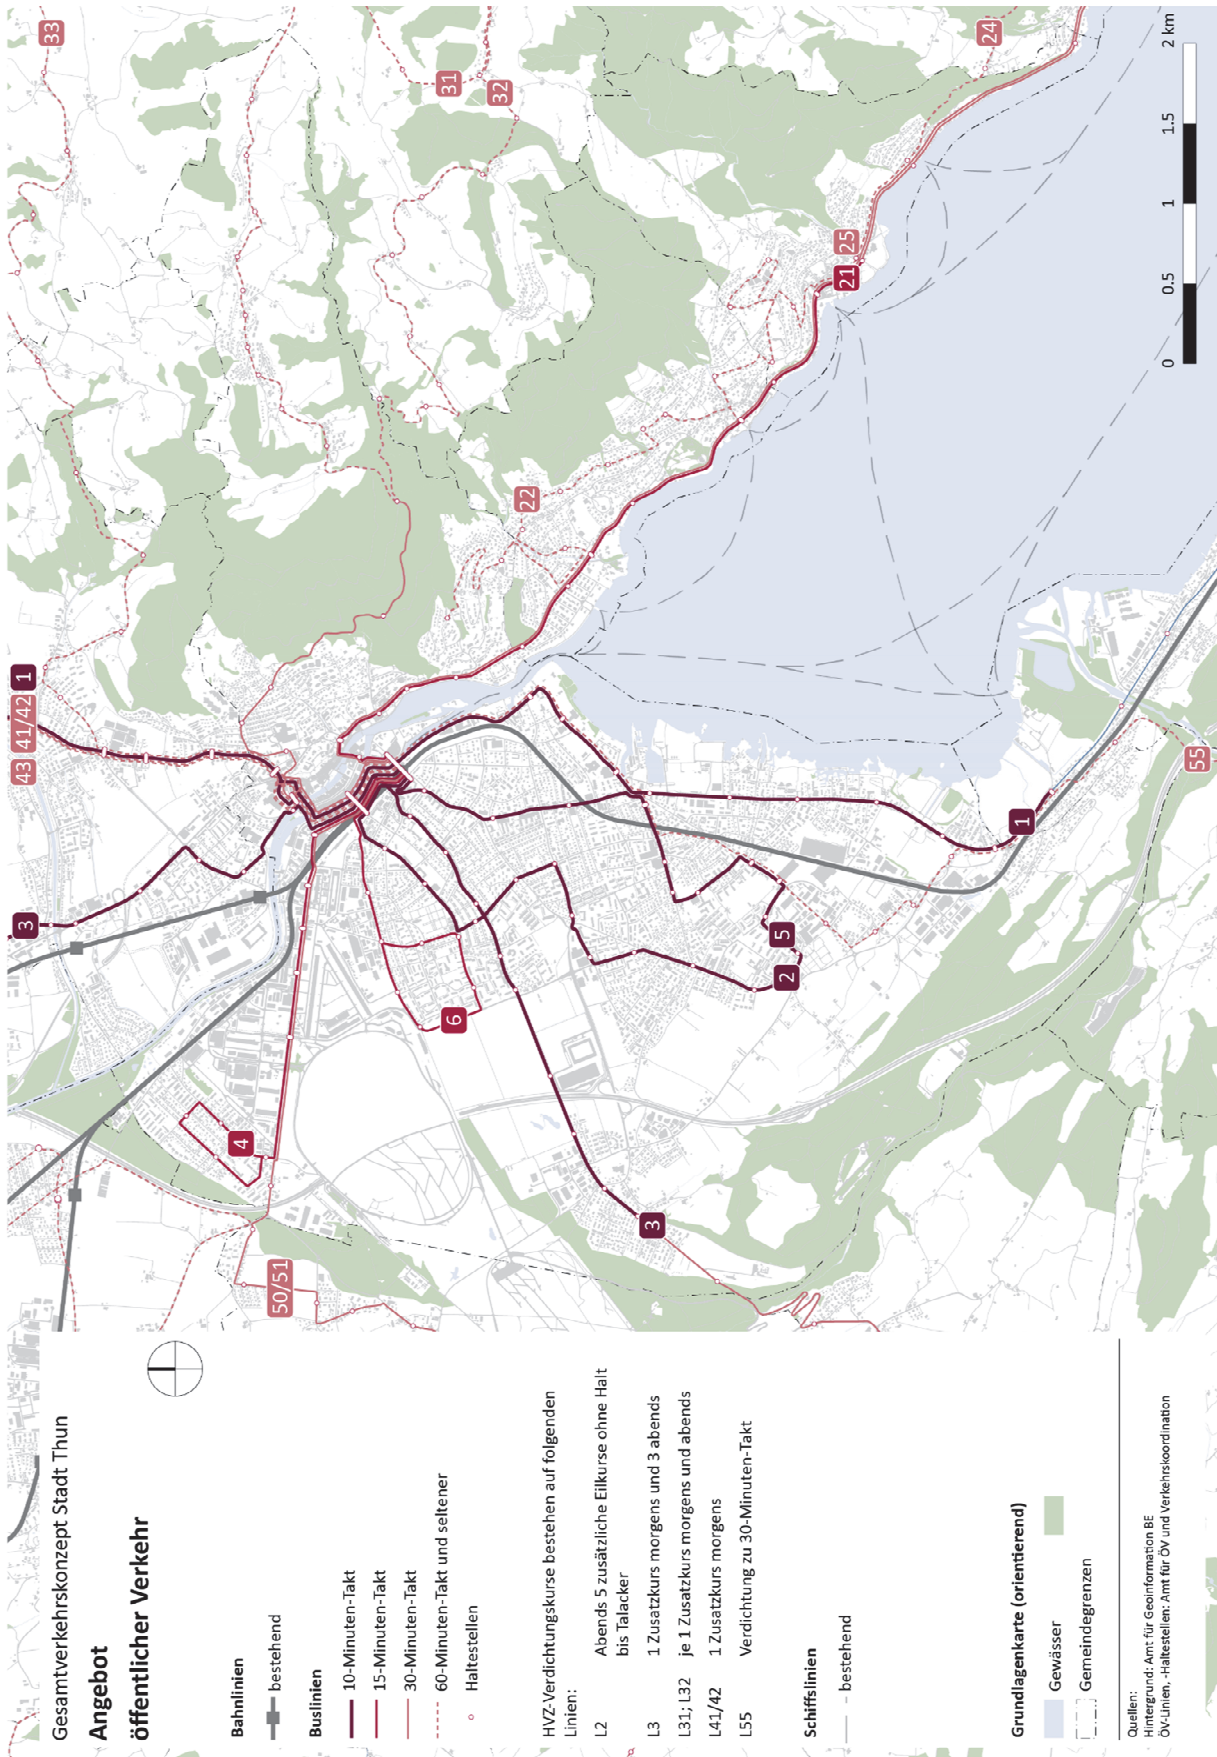 Gesamtverkehrskonzept Stadt Thun
Angebot
öffentlicher Verkehr
Bahnlinien
bestehend
Buslinien
10-Minuten-Takt
15-Minuten-Takt
30-Minuten-Takt
60-Minuten-Takt und seltener
Haltestellen
HVZ-Verdichtungskurse bestehen auf folgenden
Linien:
L2 Abends 5 zusätzliche Eilkurse ohne Halt
bis Talacker
L3 1 Zusatzkurs morgens und 3 abends
L31; L32 je 1 Zusatzkurs morgens und abends
L41/42 1 Zusatzkurs morgens
L55 Verdichtung zu 30-Minuten-Takt
Schiffslinien
bestehend
Grundlagenkarte (orientierend)
Gewässer
Gemeindegrenzen
Quellen:
Hintergrund: Amt für Geoinformation BE
ÖV-Linien, -Haltestellen: Amt für ÖV und Verkehrskoordination
50/51
4
3
6
3
2
5
43
41/42
1
1
55
22
21
25
33
31
32
24
0 0.5 1 1.5 2 km